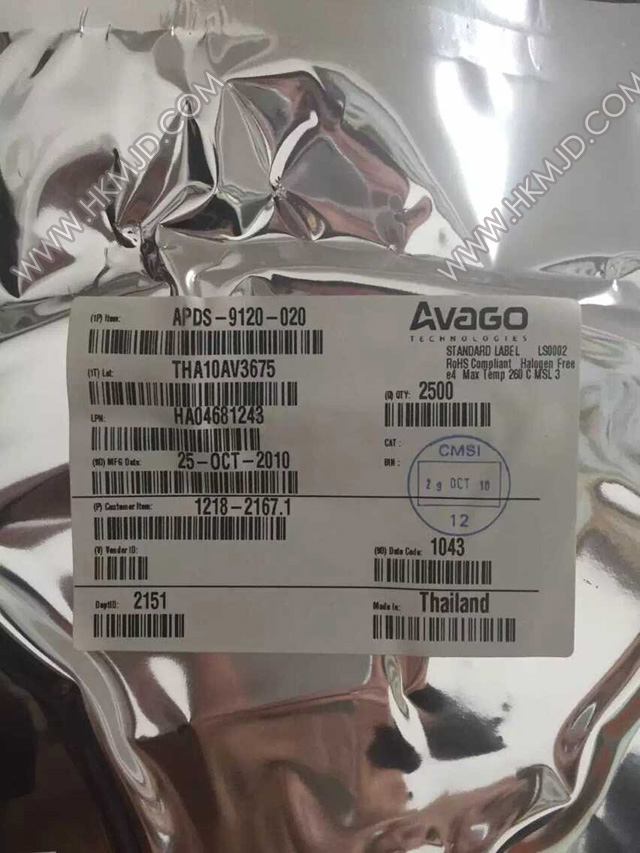 WWW.HKMJD.COM
WWW.HKMJD.COM
(1P) Item: APDS-9120-020
AVAGO
TECHNOLOGIES
STANDARD LABEL LS0002
RoHS Compliant Halogen Free
e4 Max Temp 260 C MSL 3
(1T) Lot: THA10AV3675
(Q) QTY: 2500
LPN: HA04681243
CAT :
BIN :
(9D) MFG Date: 25-OCT-2010
CMSI
29 OCT 10
12
(P) Customer Item: 1218-2167.1
(V) Vendor ID:
(9D) Date Code: 1043
DeptID: 2151
Made In: Thailand